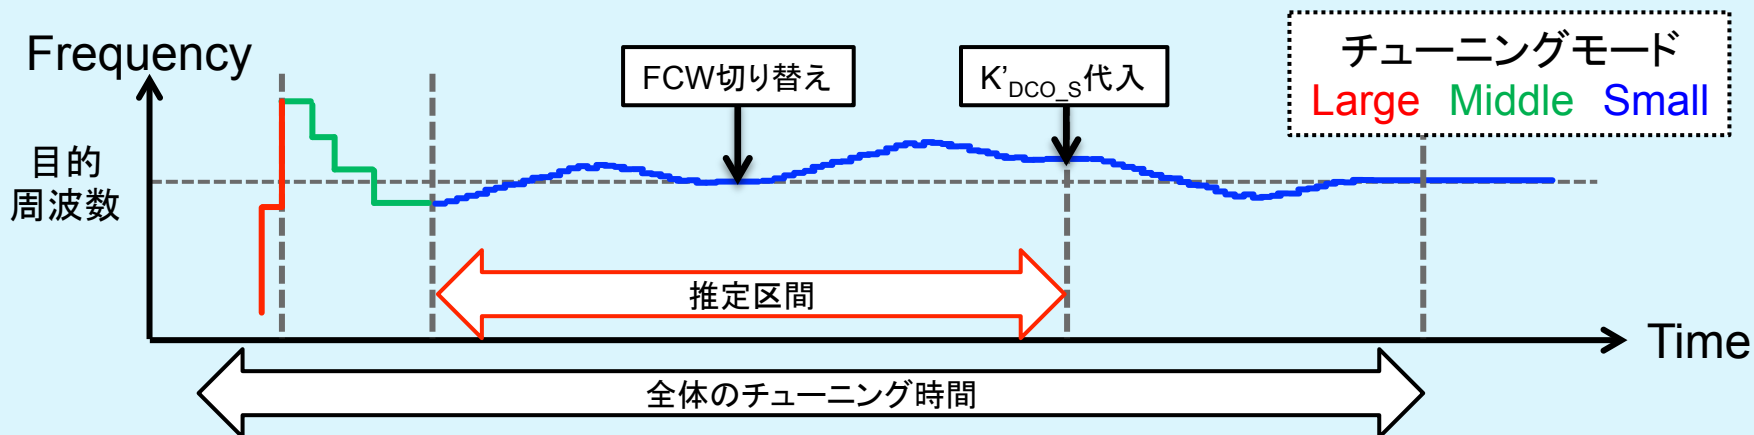 Frequency
目的
周波数
FCW切り替え
K'DCO_S代入
チューニングモード
Large Middle Small
推定区間
Time
全体のチューニング時間